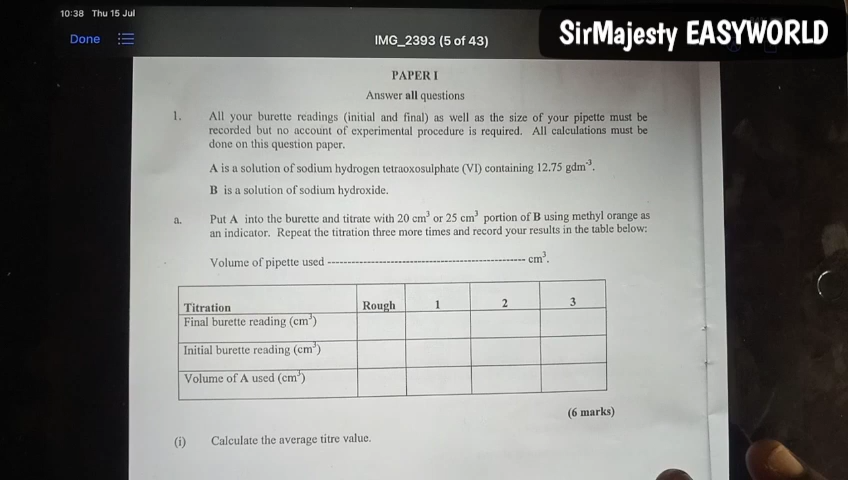 10:38 Thu 15 Jul
Done
IMG_2393 (5 of 43)
SirMajesty EASYWORLD
PAPER I
Answer all questions
1. All your burette readings (initial and final) as well as the size of your pipette must be
recorded but no account of experimental procedure is required. All calculations must be
done on this question paper.
A is a solution of sodium hydrogen tetraoxosulphate (VI) containing 12.75 gdm⁻³.
B is a solution of sodium hydroxide.
a. Put A into the burette and titrate with 20 cm³ or 25 cm³ portion of B using methyl orange as
an indicator. Repeat the titration three more times and record your results in the table below:
Volume of pipette used -------------------------------------------------- cm³.
Titration Rough 1 2 3
Final burette reading (cm³)
Initial burette reading (cm³)
Volume of A used (cm³)
(6 marks)
(i) Calculate the average titre value.